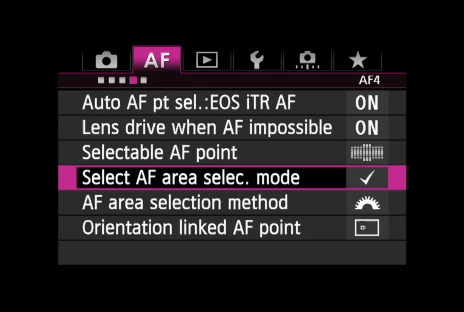 AF
AF4
Auto AF pt sel.:EOS iTR AF ON
Lens drive when AF impossible ON
Selectable AF point
Select AF area selec. mode
AF area selection method
Orientation linked AF point